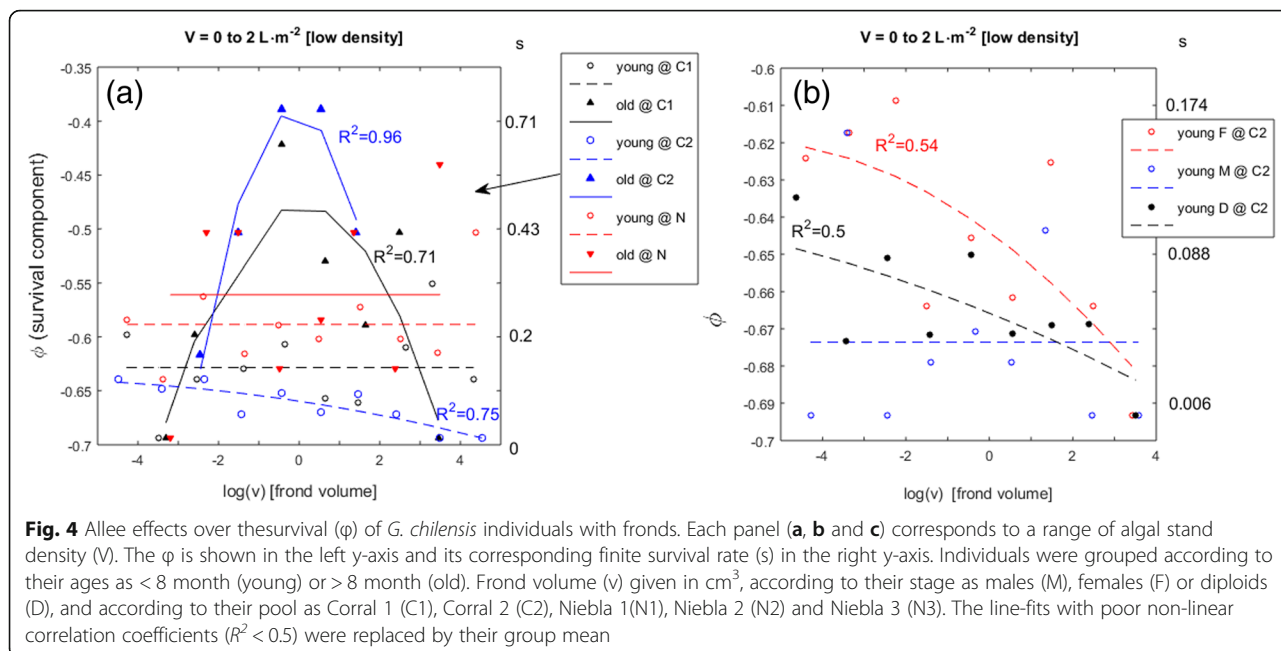 V = 0 to 2 L·m⁻² [low density]
s
(a)
-0.35
-0.4
-0.45
-0.5
-0.55
-0.6
-0.65
-0.7
ϕ (survival component)
0.71
0.43
0.2
0
R²=0.96
R²=0.71
R²=0.75
-4
-2
0
2
4
log(v) [frond volume]
young @ C1
old @ C1
young @ C2
old @ C2
young @ N
old @ N
V = 0 to 2 L·m⁻² [low density]
s
(b)
-0.6
-0.61
-0.62
-0.63
-0.64
-0.65
-0.66
-0.67
-0.68
-0.69
-0.7
ϕ
0.174
0.088
0.006
R²=0.54
R²=0.5
-4
-2
0
2
4
log(v) [frond volume]
young F @ C2
young M @ C2
young D @ C2
Fig. 4 Allee effects over thesurvival (φ) of G. chilensis individuals with fronds. Each panel (a, b and c) corresponds to a range of algal stand
density (V). The φ is shown in the left y-axis and its corresponding finite survival rate (s) in the right y-axis. Individuals were grouped according to
their ages as < 8 month (young) or > 8 month (old). Frond volume (v) given in cm³, according to their stage as males (M), females (F) or diploids
(D), and according to their pool as Corral 1 (C1), Corral 2 (C2), Niebla 1(N1), Niebla 2 (N2) and Niebla 3 (N3). The line-fits with poor non-linear
correlation coefficients (R² < 0.5) were replaced by their group mean